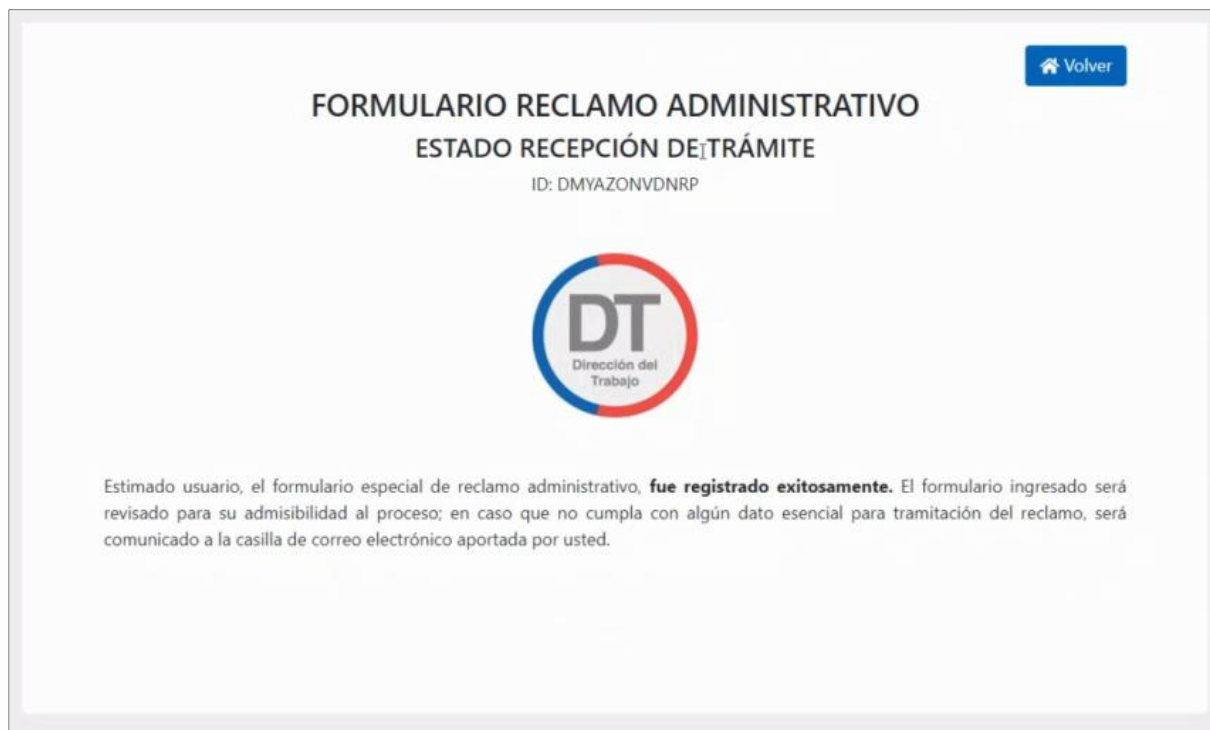 Volver
FORMULARIO RECLAMO ADMINISTRATIVO
ESTADO RECEPCIÓN DE TRÁMITE
ID: DMYAZONVDNRP
DT
Dirección del
Trabajo
Estimado usuario, el formulario especial de reclamo administrativo, fue registrado exitosamente. El formulario ingresado será
revisado para su admisibilidad al proceso; en caso que no cumpla con algún dato esencial para tramitación del reclamo, será
comunicado a la casilla de correo electrónico aportada por usted.